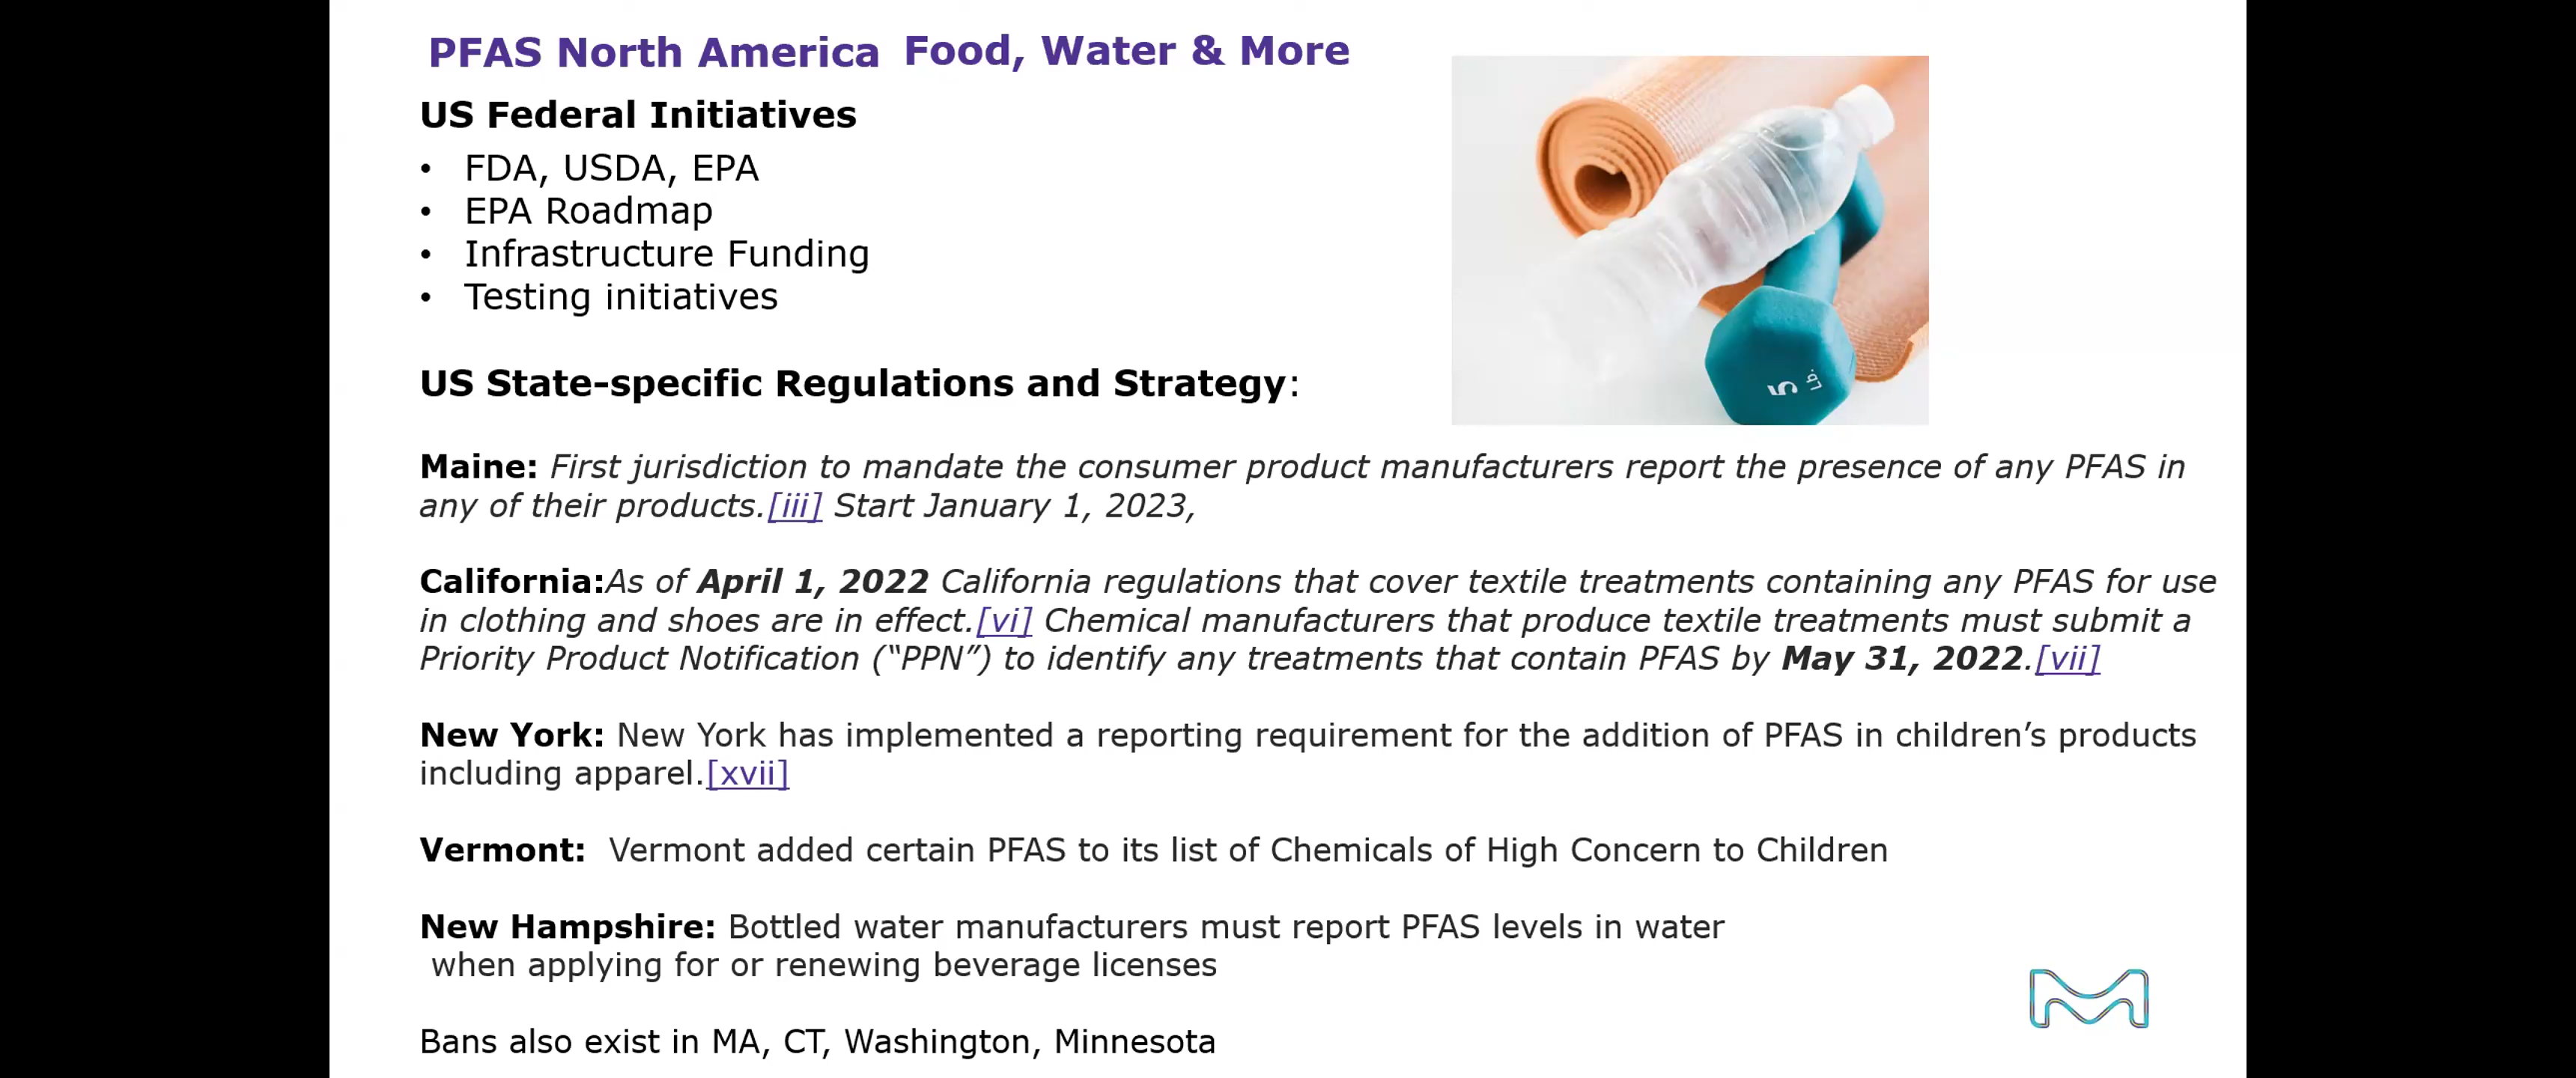 PFAS North America Food, Water & More
US Federal Initiatives
• FDA, USDA, EPA
• EPA Roadmap
• Infrastructure Funding
• Testing initiatives
5 Lb.
US State-specific Regulations and Strategy:
Maine: First jurisdiction to mandate the consumer product manufacturers report the presence of any PFAS in
any of their products.[iii] Start January 1, 2023,
California:As of April 1, 2022 California regulations that cover textile treatments containing any PFAS for use
in clothing and shoes are in effect.[vi] Chemical manufacturers that produce textile treatments must submit a
Priority Product Notification (“PPN”) to identify any treatments that contain PFAS by May 31, 2022.[vii]
New York: New York has implemented a reporting requirement for the addition of PFAS in children’s products
including apparel.[xvii]
Vermont: Vermont added certain PFAS to its list of Chemicals of High Concern to Children
New Hampshire: Bottled water manufacturers must report PFAS levels in water
when applying for or renewing beverage licenses
Bans also exist in MA, CT, Washington, Minnesota
M